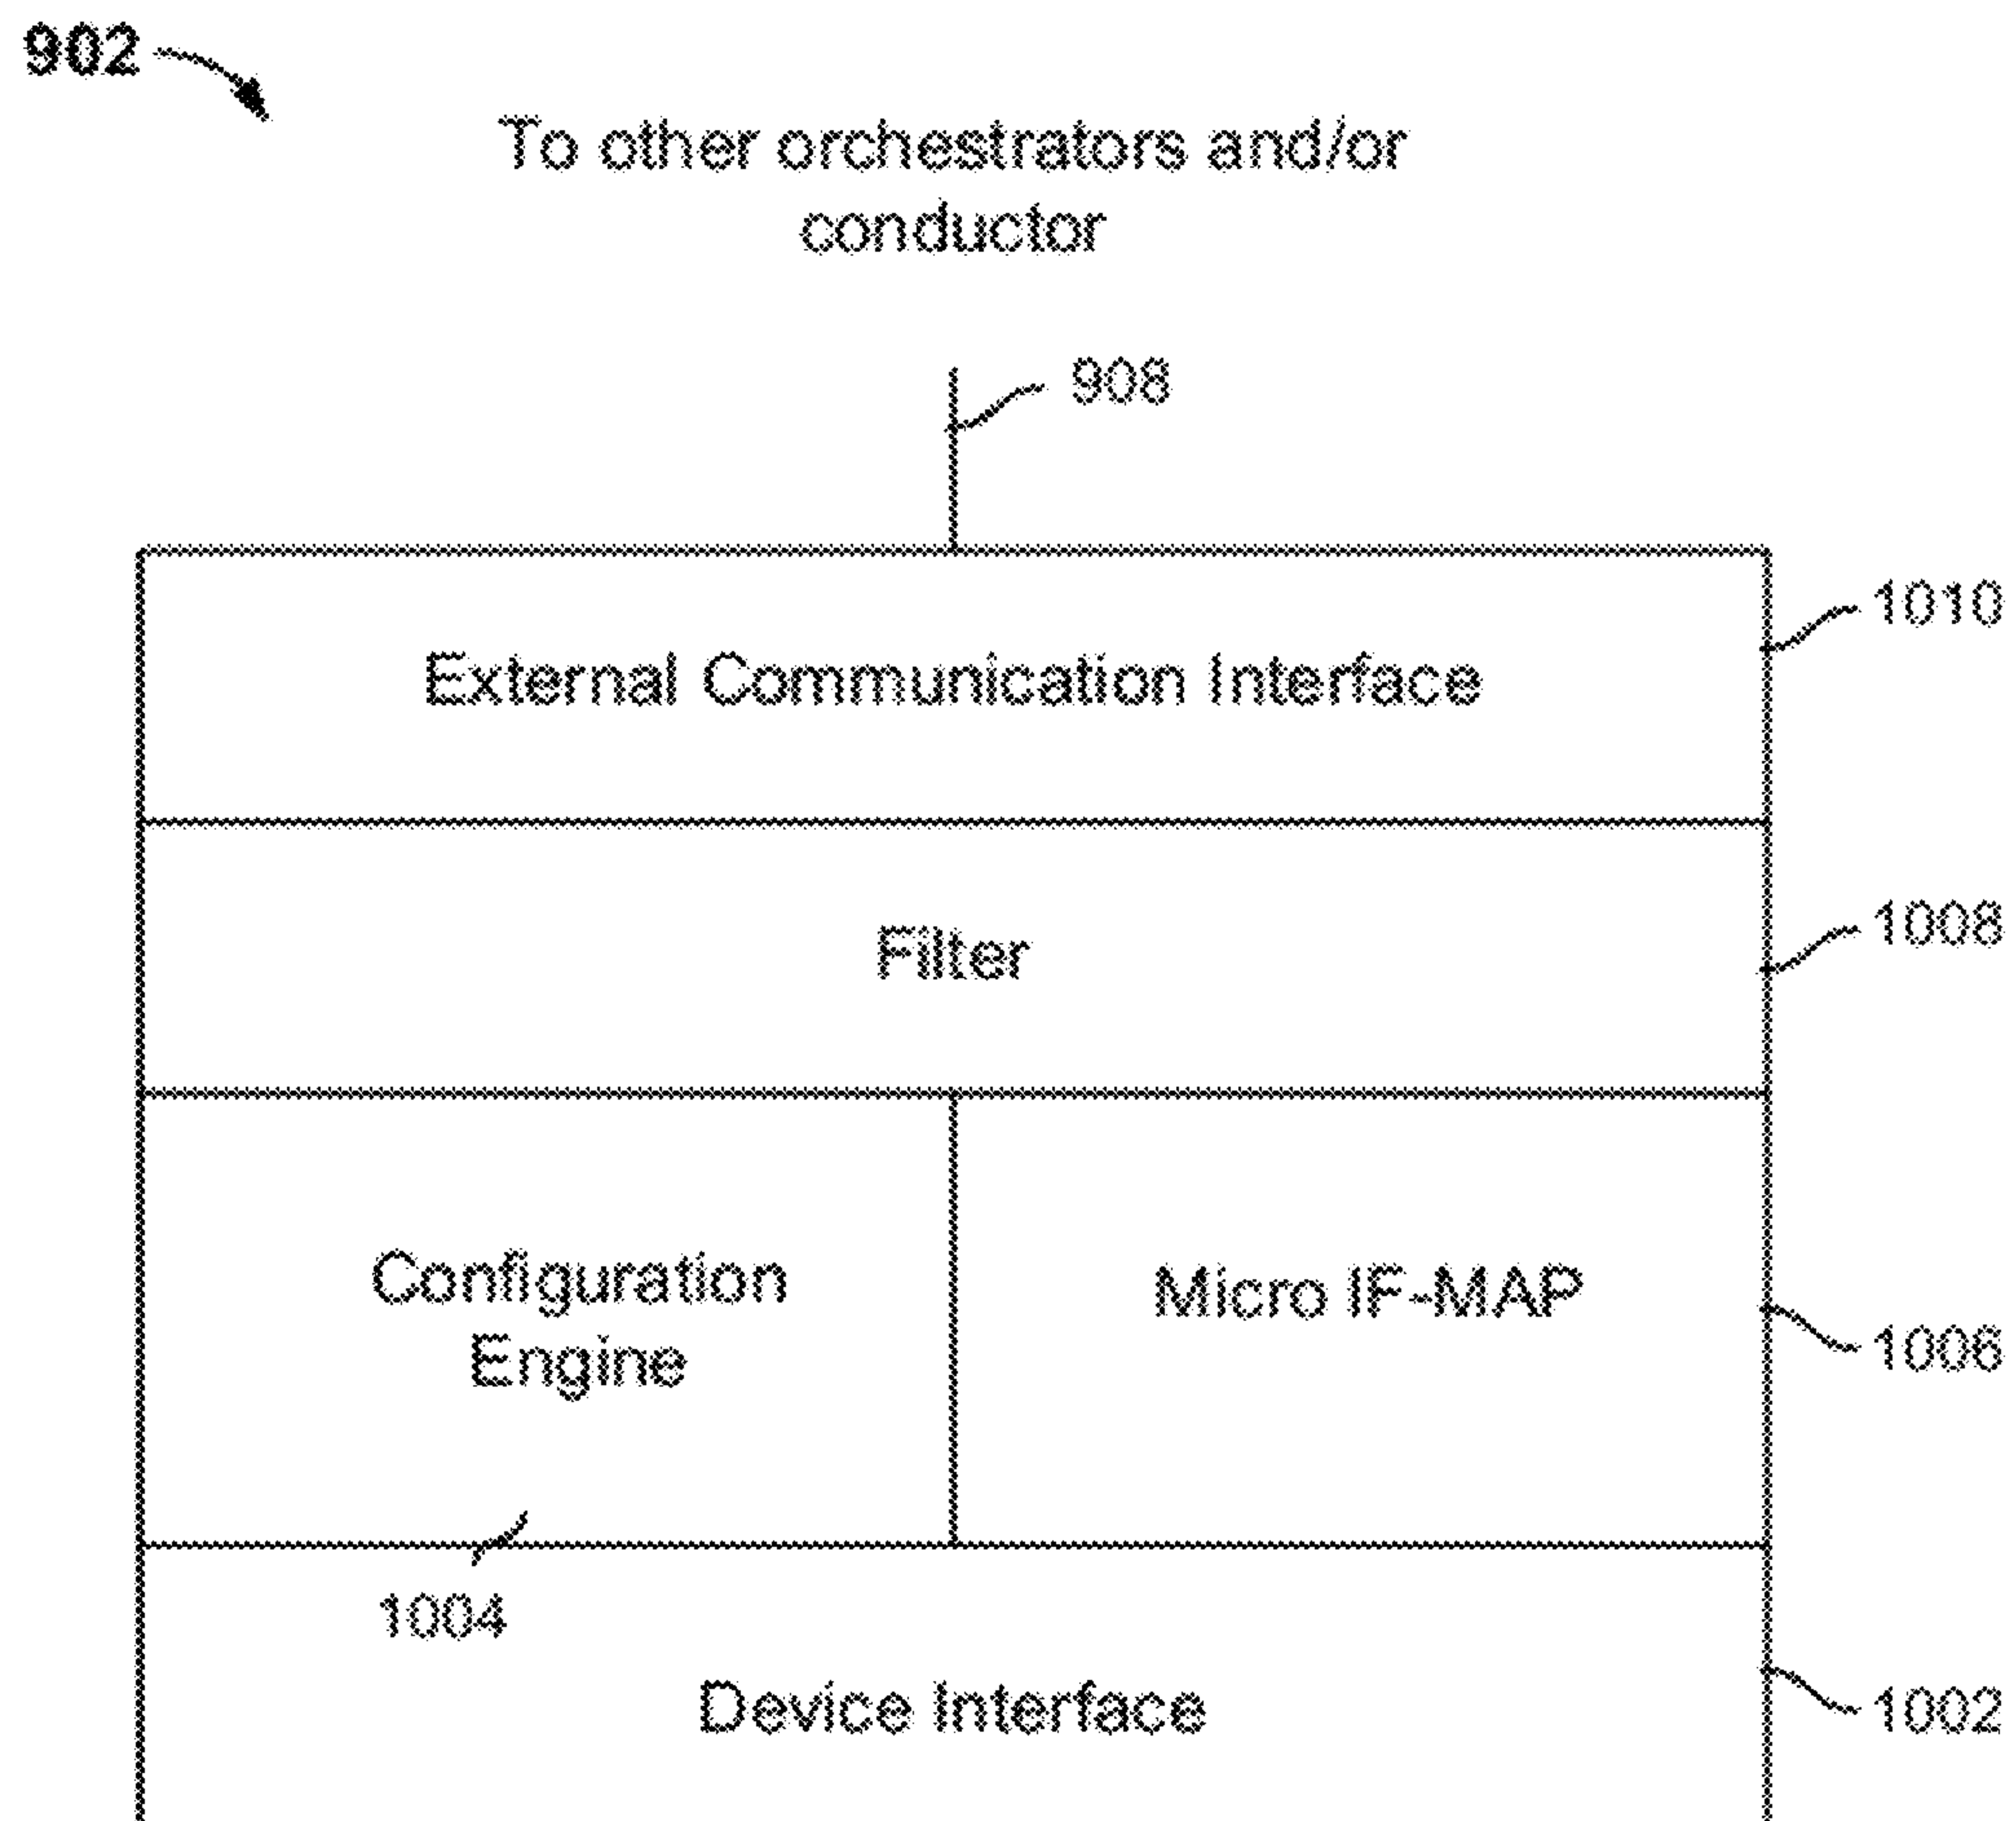 902
To other orchestrators and/or
conductor
908
External Communication Interface
1010
Filter
1008
Configuration
Engine
Micro IF-MAP
1006
1004
Device Interface
1002